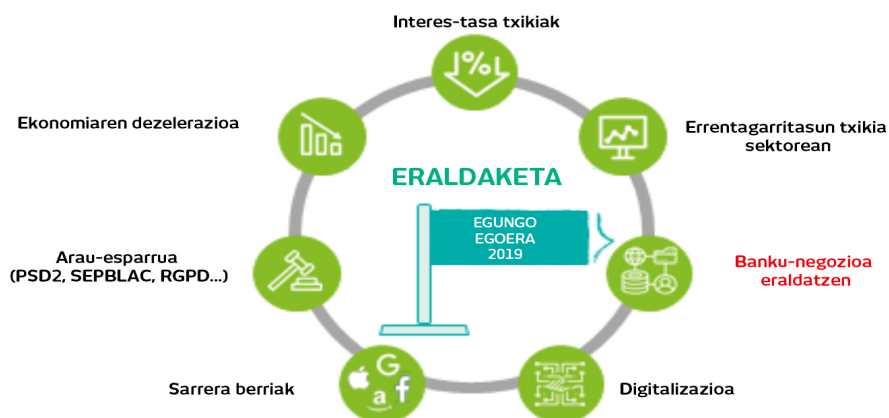 Interes-tasa txikiak
Ekonomiaren dezelerazioa
Errentagarritasun txikia
sektorean
ERALDAKETA
EGUNGO
EGOERA
2019
Arau-esparrua
(PSD2, SEPBLAC, RGPD...)
Banku-negozioa
eraldatzen
Sarrera berriak
Digitalizazioa